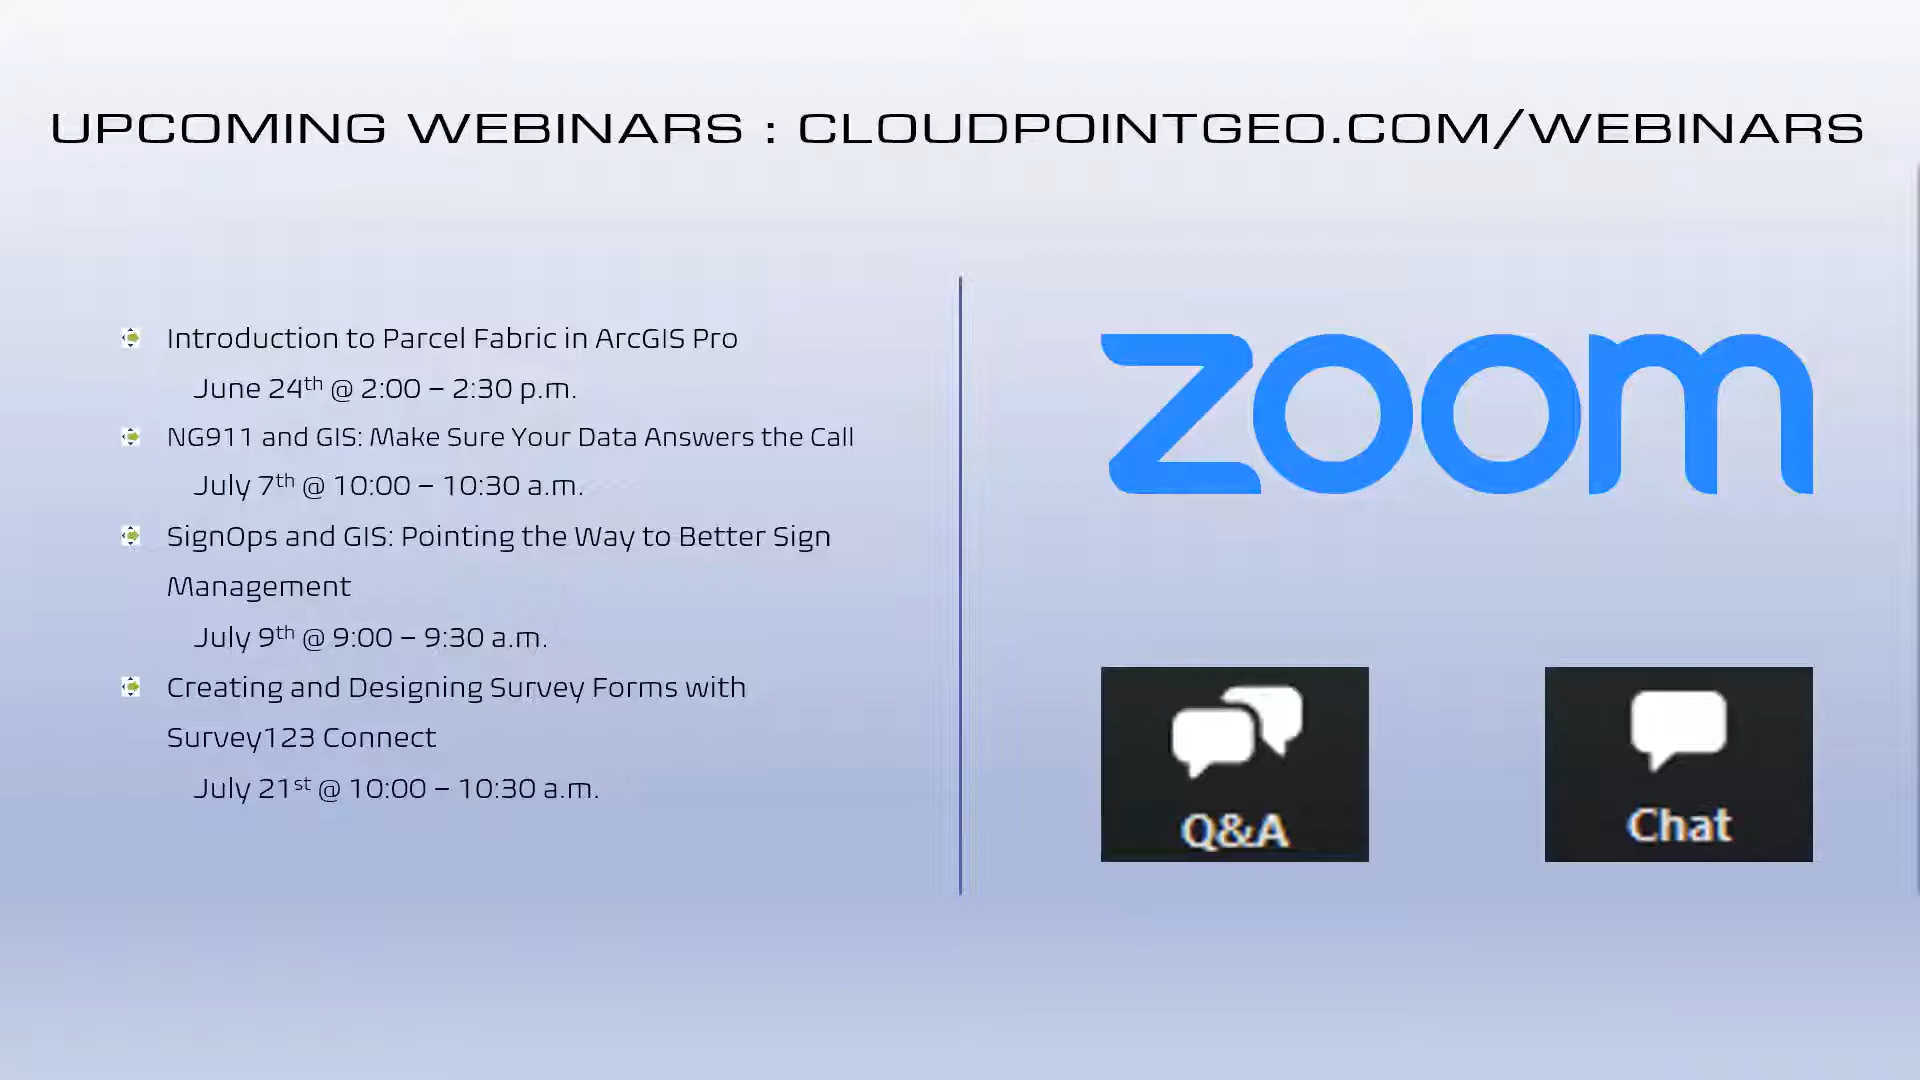 UPCOMING WEBINARS : CLOUDPOINTGEO.COM/WEBINARS
Introduction to Parcel Fabric in ArcGIS Pro
June 24th @ 2:00 – 2:30 p.m.
NG911 and GIS: Make Sure Your Data Answers the Call
July 7th @ 10:00 – 10:30 a.m.
SignOps and GIS: Pointing the Way to Better Sign
Management
July 9th @ 9:00 – 9:30 a.m.
Creating and Designing Survey Forms with
Survey123 Connect
July 21st @ 10:00 – 10:30 a.m.
zoom
Q&A
Chat